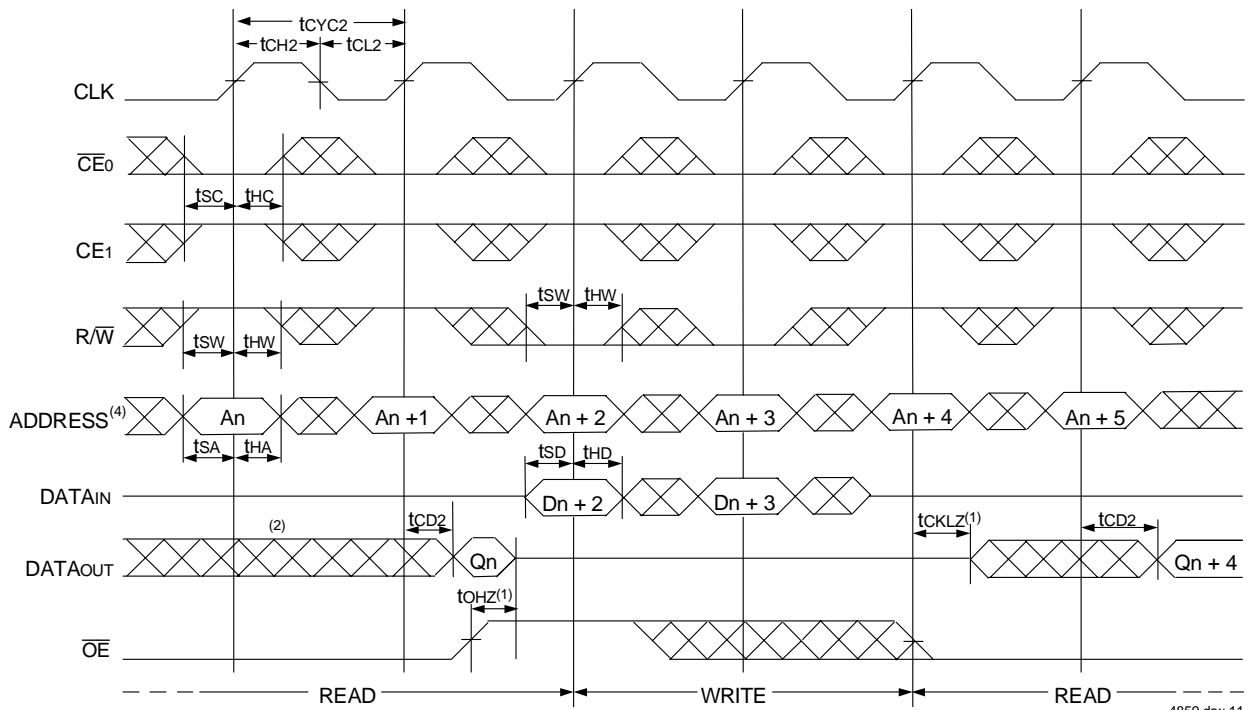 tCYC2
tCH2 tCL2
CLK
CE0
tSC tHC
CE1
tSW tHW
R/W
tSW tHW
ADDRESS(4) An An +1 An + 2 An + 3 An + 4 An + 5
tSA tHA tSD tHD
DATAIN Dn + 2 Dn + 3
(2) tCD2 tCKLZ(1) tCD2
DATAOUT Qn Qn + 4
tOHZ(1)
OE
READ WRITE READ